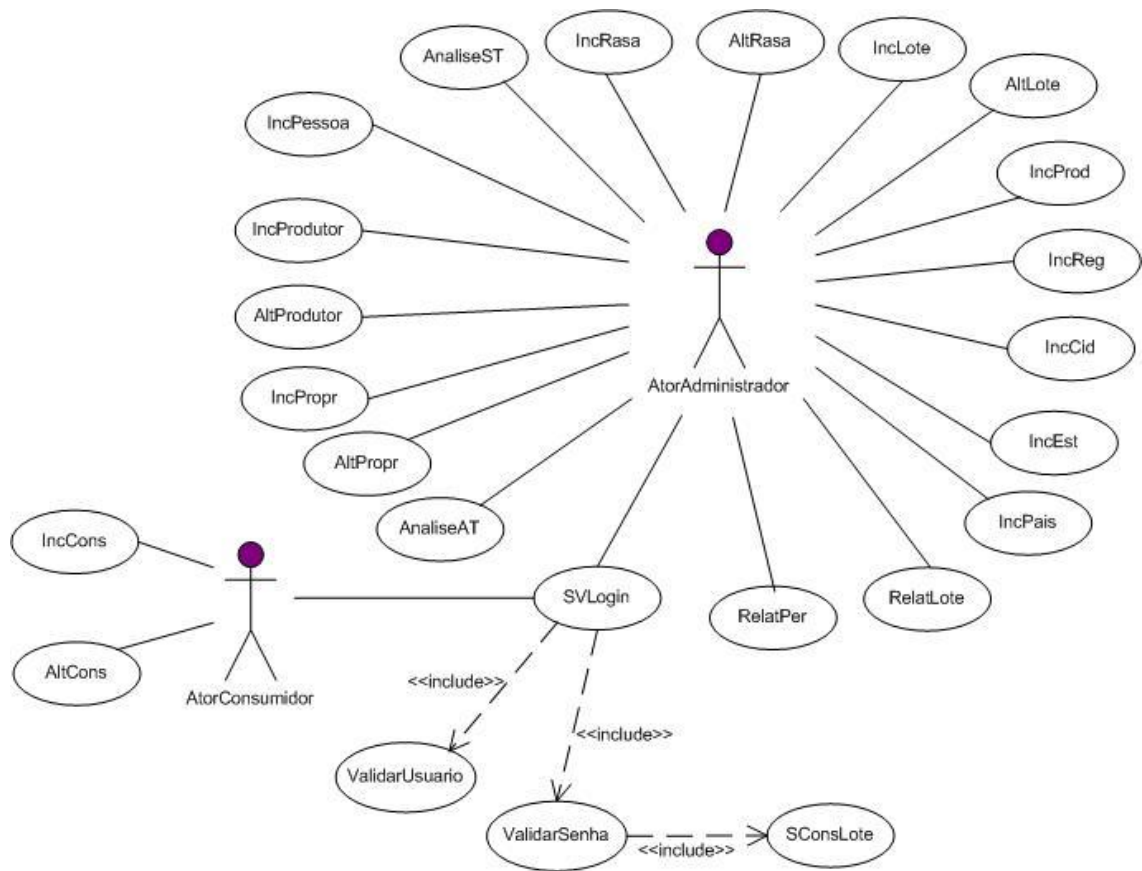 IncRasa
AltRasa
IncLote
AnaliseST
AltLote
IncPessoa
IncProd
IncProdutor
IncReg
AltProdutor
IncCid
AtorAdministrador
IncPropr
IncEst
AltPropr
IncPais
AnaliseAT
IncCons
SVLogin
RelatLote
RelatPer
AltCons
AtorConsumidor
<<include>>
<<include>>
ValidarUsuario
ValidarSenha
<<include>>
SConsLote